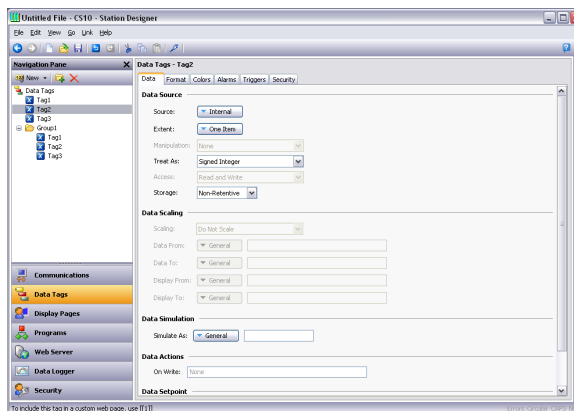 Untitled File - CS10 - Station Designer
File Edit View Go Link Help
Navigation Pane
New
Data Tags
Tag1
Tag2
Tag3
Group1
Tag1
Tag2
Tag3
Communications
Data Tags
Display Pages
Programs
Web Server
Data Logger
Security
Data Tags - Tag2
Data Format Colors Alarms Triggers Security
Data Source
Source: Internal
Extent: One Item
Manipulation: None
Treat As: Signed Integer
Access: Read and Write
Storage: Non-Retentive
Data Scaling
Scaling: Do Not Scale
Data From: General
Data To: General
Display From: General
Display To: General
Data Simulation
Simulate As: General
Data Actions
On Write: None
Data Setpoint
To include this tag in a custom web page, use [[1]]